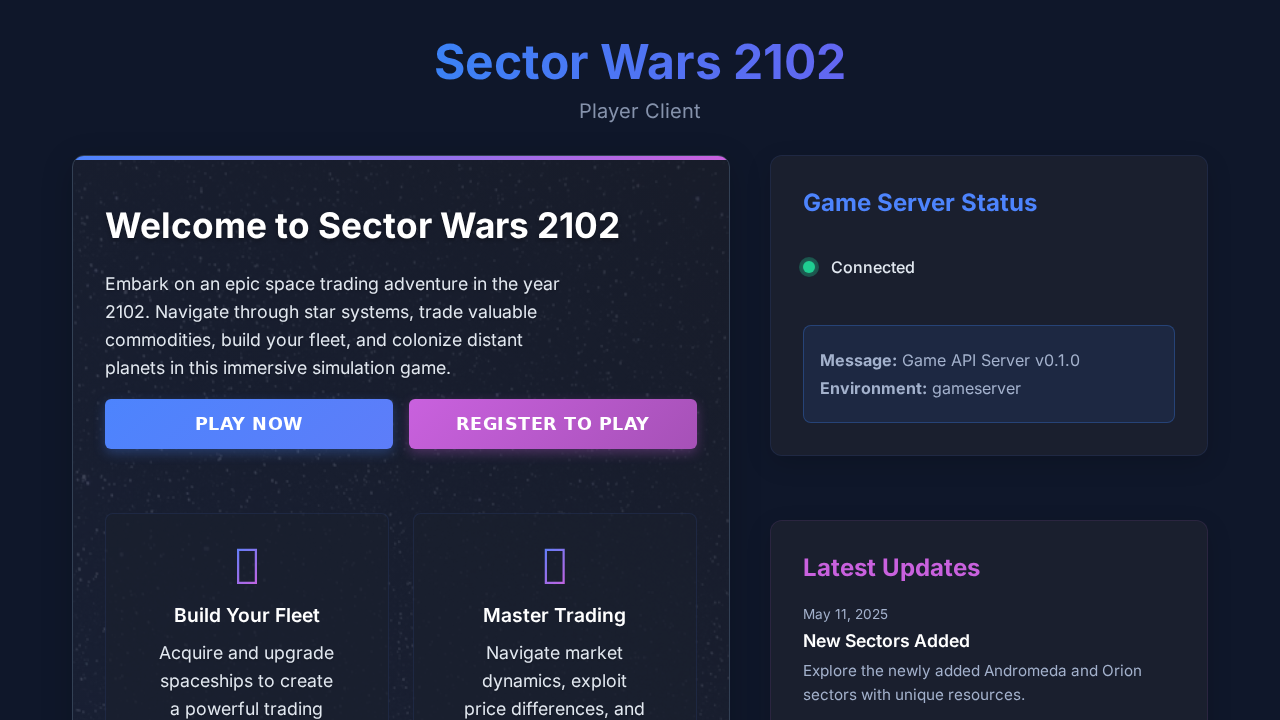 Sector Wars 2102
Player Client
Welcome to Sector Wars 2102
Embark on an epic space trading adventure in the year
2102. Navigate through star systems, trade valuable
commodities, build your fleet, and colonize distant
planets in this immersive simulation game.
PLAY NOW
REGISTER TO PLAY
Build Your Fleet
Acquire and upgrade
spaceships to create
a powerful trading
Master Trading
Navigate market
dynamics, exploit
price differences, and
Game Server Status
Connected
Message: Game API Server v0.1.0
Environment: gameserver
Latest Updates
May 11, 2025
New Sectors Added
Explore the newly added Andromeda and Orion
sectors with unique resources.